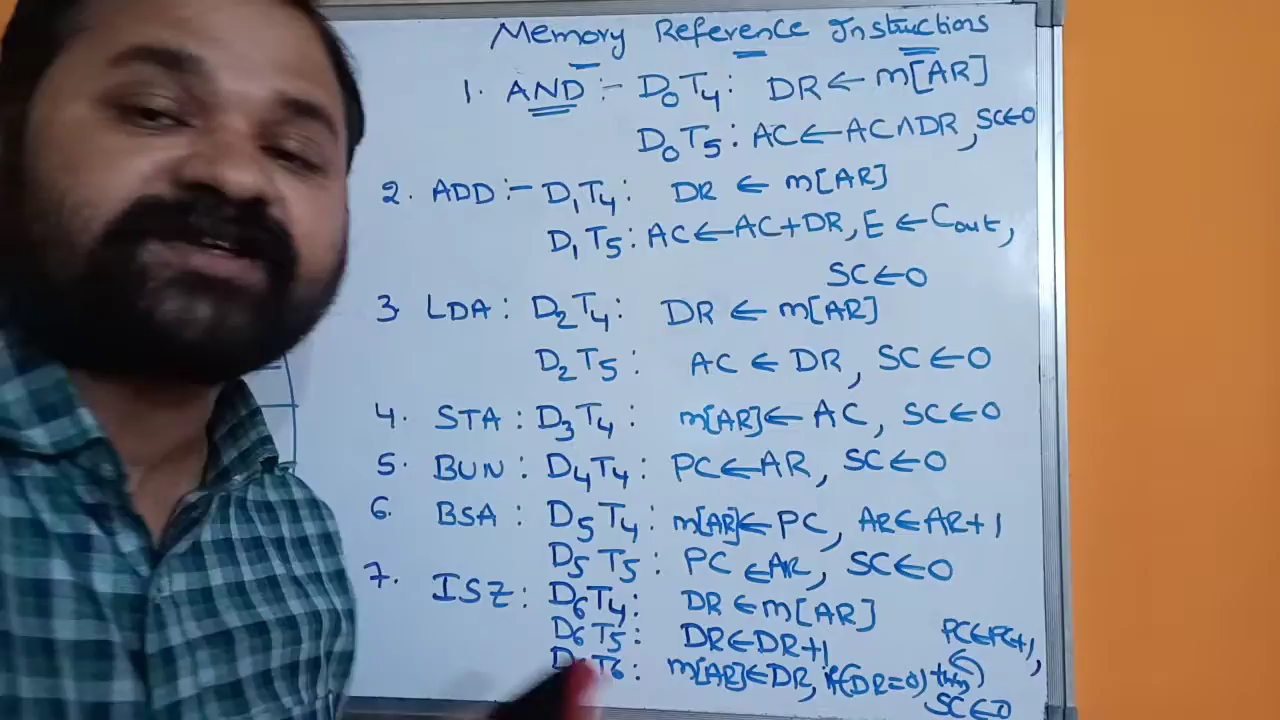 Memory Reference Instructions
1. AND :- D0T4: DR ← m[AR]
D0T5: AC ← AC∧DR, SC←0
2. ADD :- D1T4: DR ← m[AR]
D1T5: AC ← AC+DR, E ← Cout,
SC ← 0
3 LDA : D2T4: DR ← m[AR]
D2T5: AC ← DR, SC ← 0
4. STA : D3T4: m[AR] ← AC, SC←0
5. BUN : D4T4: PC←AR, SC←0
6. BSA : D5T4: m[AR]← PC, AR←AR+1
D5T5: PC ←AR, SC←0
7. ISZ : D6T4: DR ← m[AR]
D6T5: DR←DR+1
T6: m[AR]←DR, if(DR=0) then
PC←PC+1,
SC←0